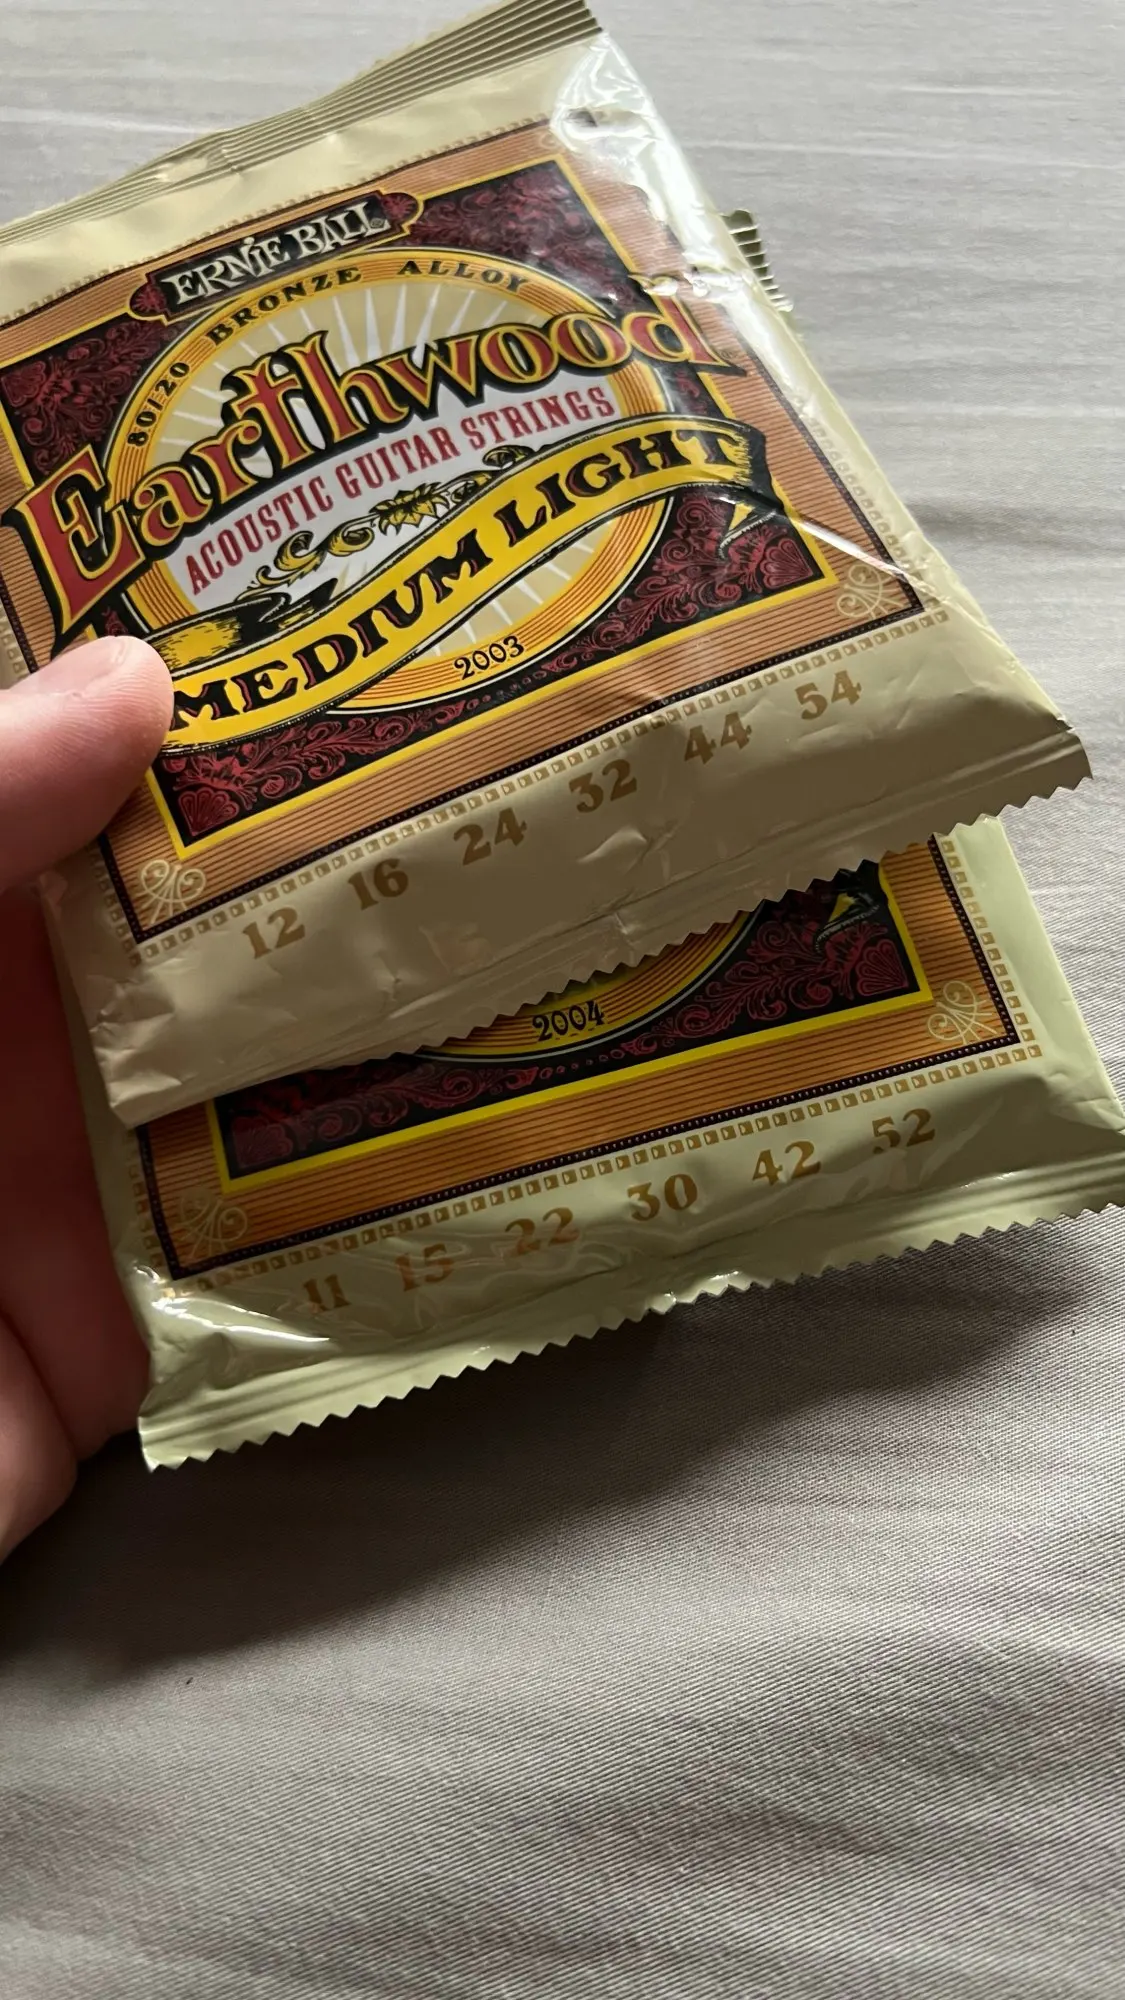 ERNIE BALL
80/20 BRONZE ALLOY
Earthwood
ACOUSTIC GUITAR STRINGS
MEDIUM LIGHT
2003
12 16 24 32 44 54
2004
11 15 22 30 42 52